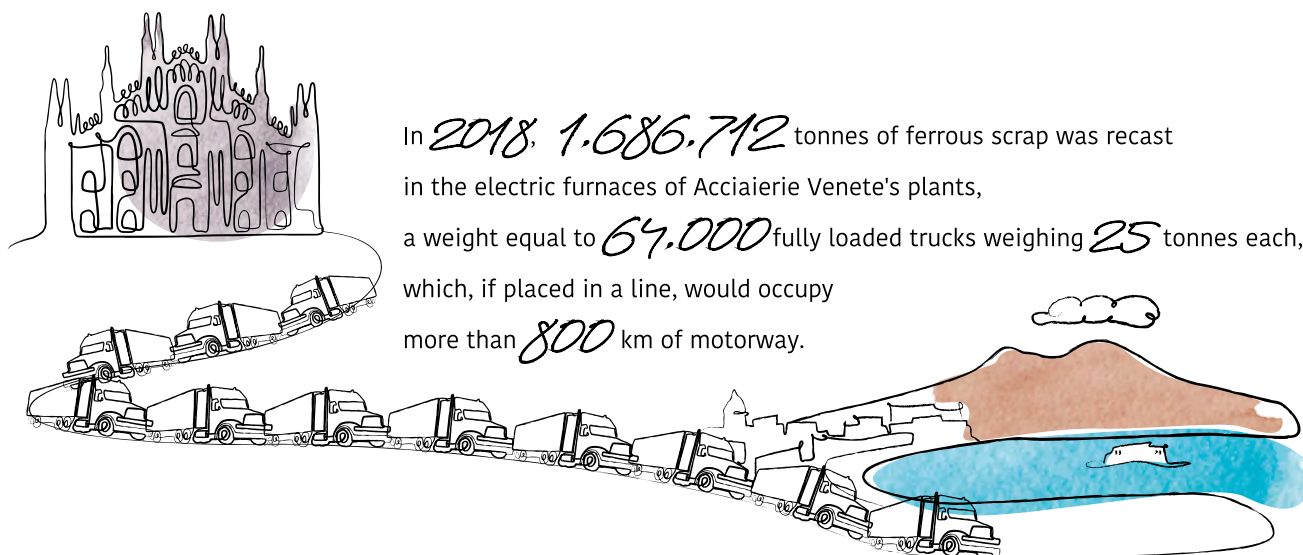 In 2018, 1.686.712 tonnes of ferrous scrap was recast
in the electric furnaces of Acciaierie Venete's plants,
a weight equal to 64.000 fully loaded trucks weighing 25 tonnes each,
which, if placed in a line, would occupy
more than 800 km of motorway.